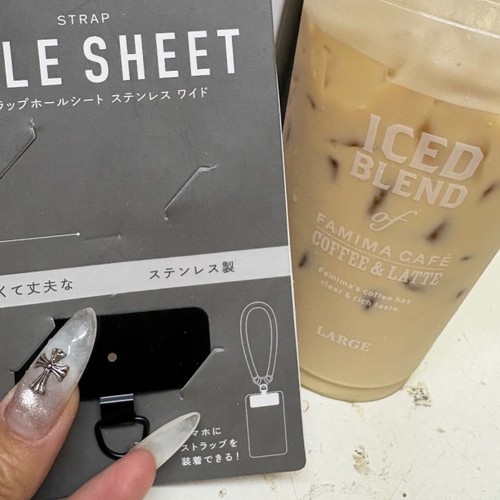 STRAP
LE SHEET
ラップホールシート ステンレス ワイド
くて丈夫な
ステンレス製
マホに
ストラップを
装着できる!
ICED
BLEND
of
FAMIMA CAFÉ
COFFEE & LATTE
Famima's coffee has
clear & rich taste
LARGE